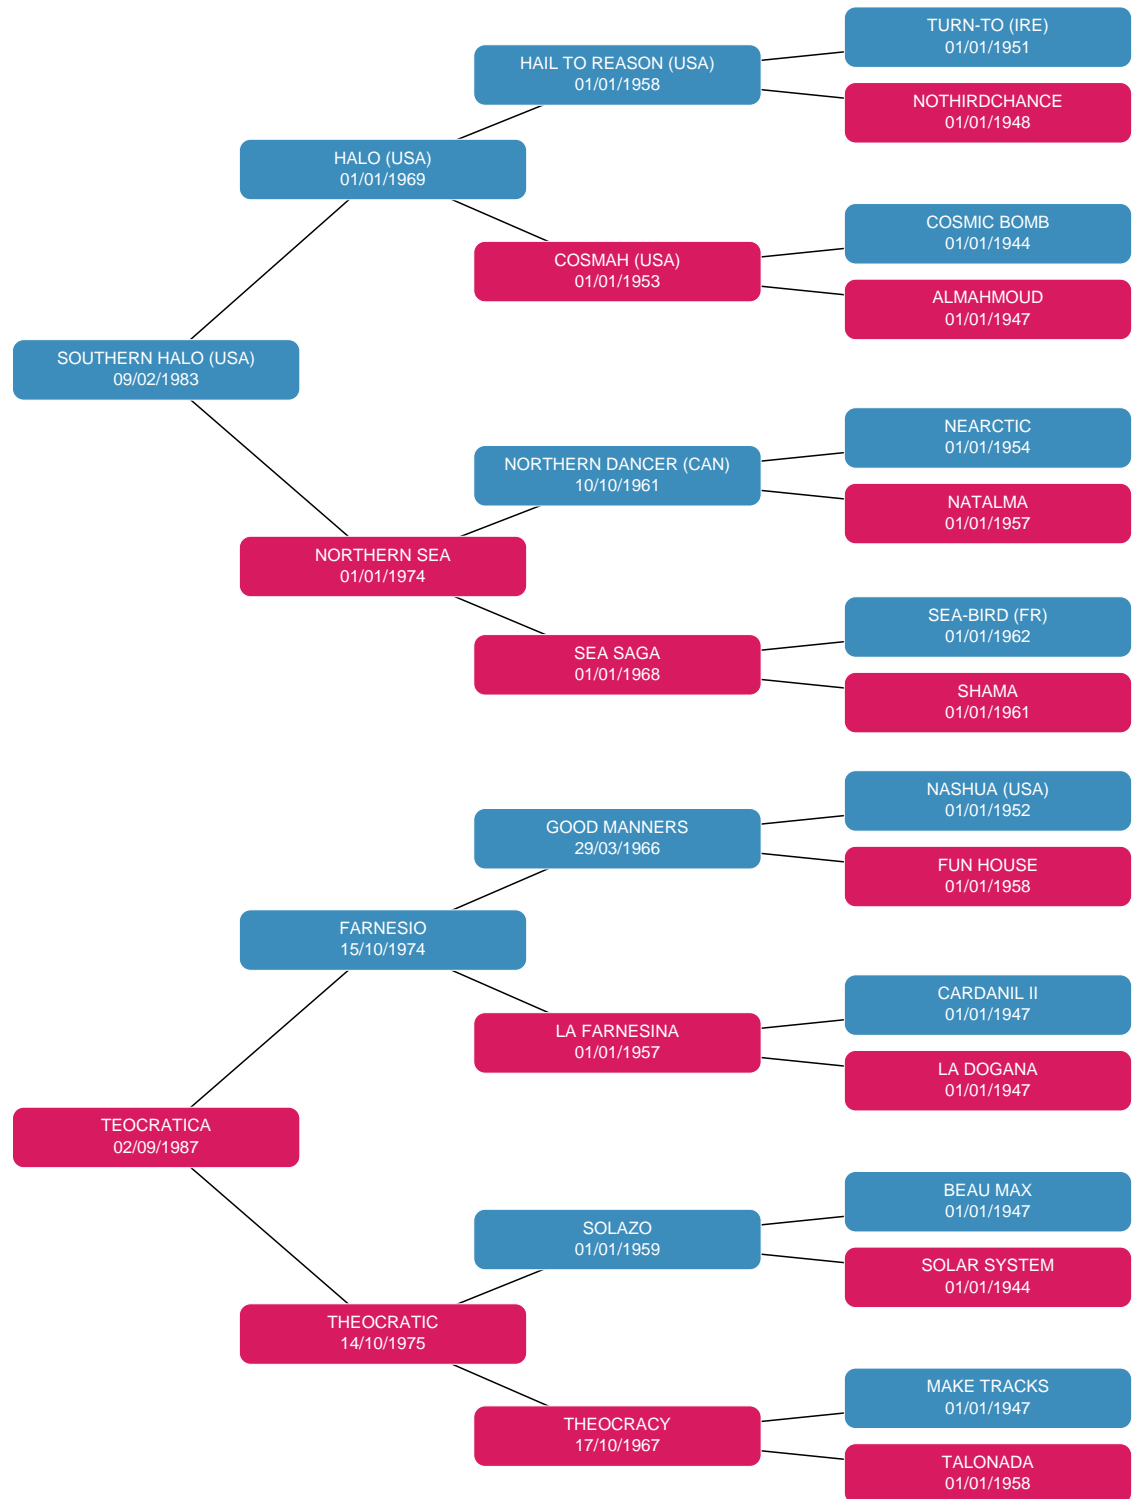 TURN-TO (IRE)
01/01/1951
HAIL TO REASON (USA)
01/01/1958
NOTHIRDCHANCE
01/01/1948
HALO (USA)
01/01/1969
COSMIC BOMB
01/01/1944
COSMAH (USA)
01/01/1953
ALMAHMOUD
01/01/1947
SOUTHERN HALO (USA)
09/02/1983
NEARCTIC
01/01/1954
NORTHERN DANCER (CAN)
10/10/1961
NATALMA
01/01/1957
NORTHERN SEA
01/01/1974
SEA-BIRD (FR)
01/01/1962
SEA SAGA
01/01/1968
SHAMA
01/01/1961
NASHUA (USA)
01/01/1952
GOOD MANNERS
29/03/1966
FUN HOUSE
01/01/1958
FARNESIO
15/10/1974
CARDANIL II
01/01/1947
LA FARNESINA
01/01/1957
LA DOGANA
01/01/1947
TEOCRATICA
02/09/1987
BEAU MAX
01/01/1947
SOLAZO
01/01/1959
SOLAR SYSTEM
01/01/1944
THEOCRATIC
14/10/1975
MAKE TRACKS
01/01/1947
THEOCRACY
17/10/1967
TALONADA
01/01/1958